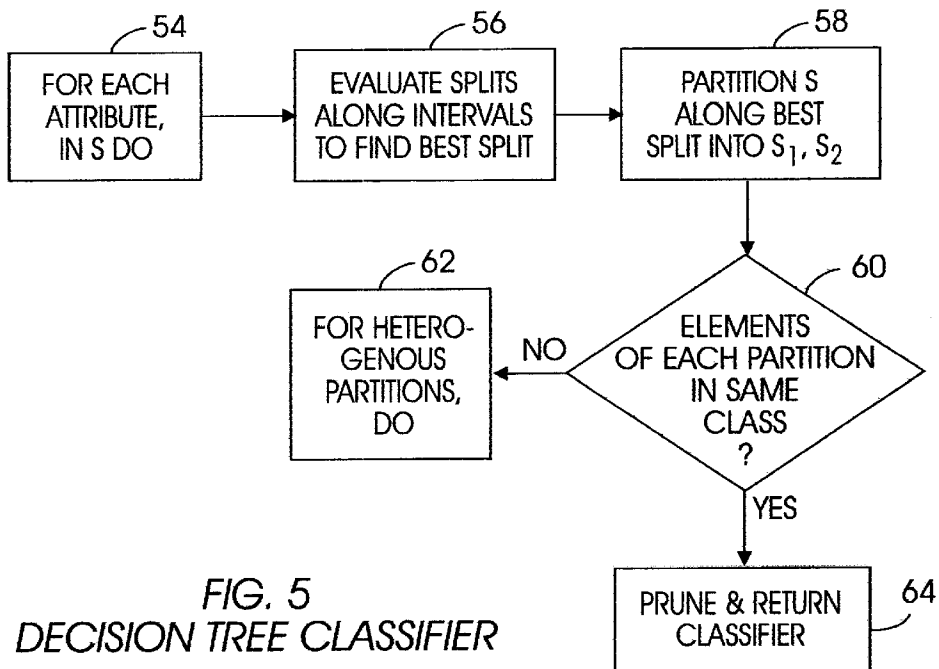 54
FOR EACH
ATTRIBUTE,
IN S DO
56
EVALUATE SPLITS
ALONG INTERVALS
TO FIND BEST SPLIT
58
PARTITION S
ALONG BEST
SPLIT INTO S1, S2
60
ELEMENTS
OF EACH PARTITION
IN SAME
CLASS
?
NO
62
FOR HETERO-
GENOUS
PARTITIONS,
DO
YES
64
PRUNE & RETURN
CLASSIFIER
FIG. 5
DECISION TREE CLASSIFIER